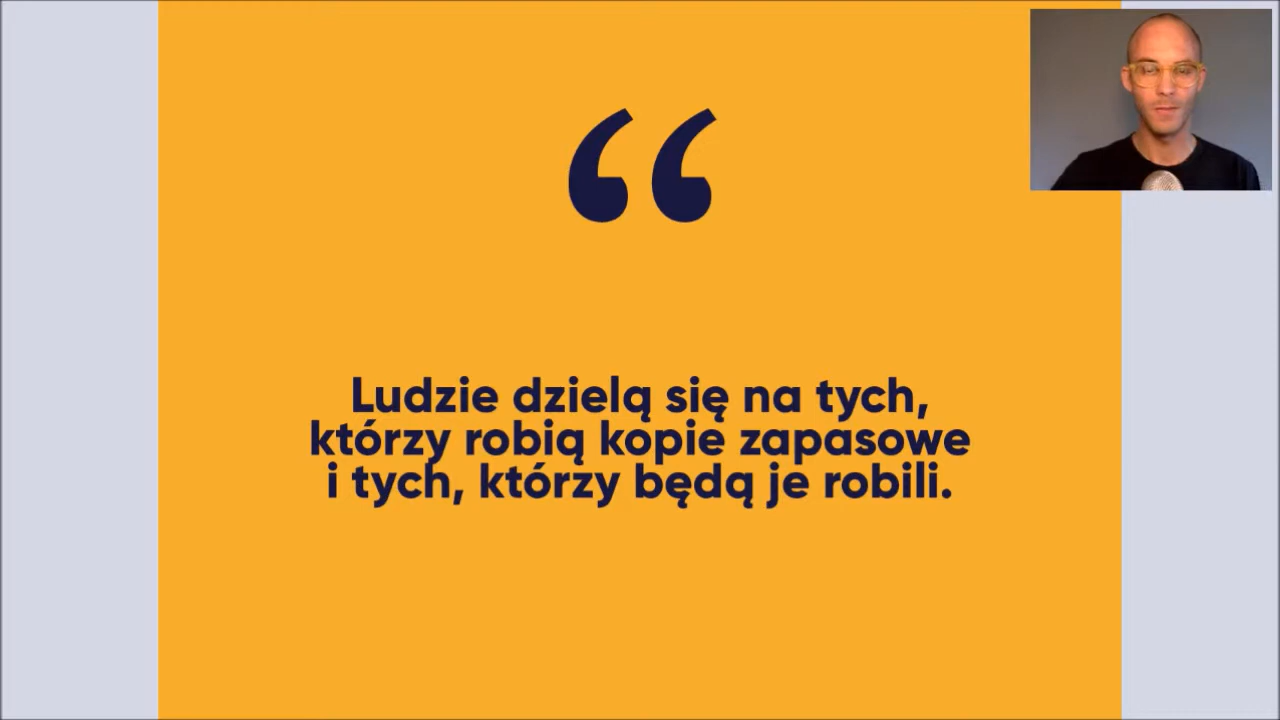 “
Ludzie dzielą się na tych,
którzy robią kopie zapasowe
i tych, którzy będą je robili.